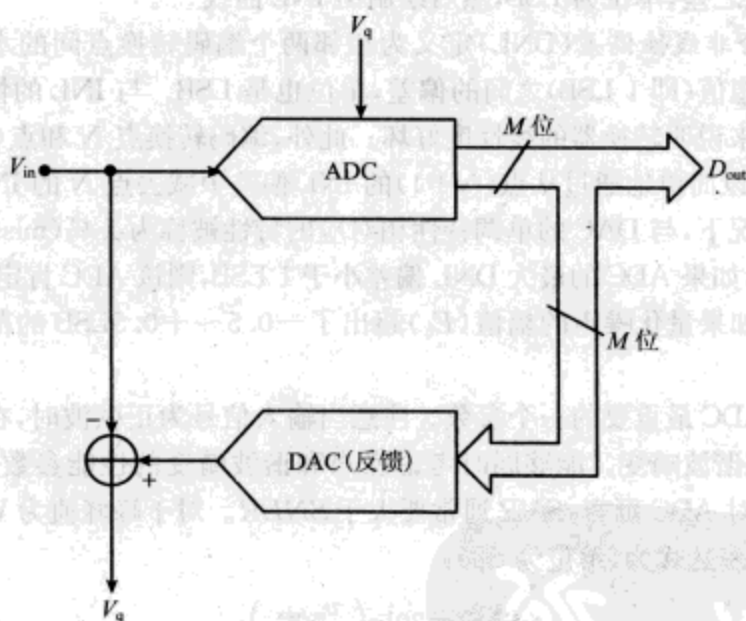 V_q
M 位
V_in
ADC
D_out
M 位
DAC(反馈)
−
+
V_q